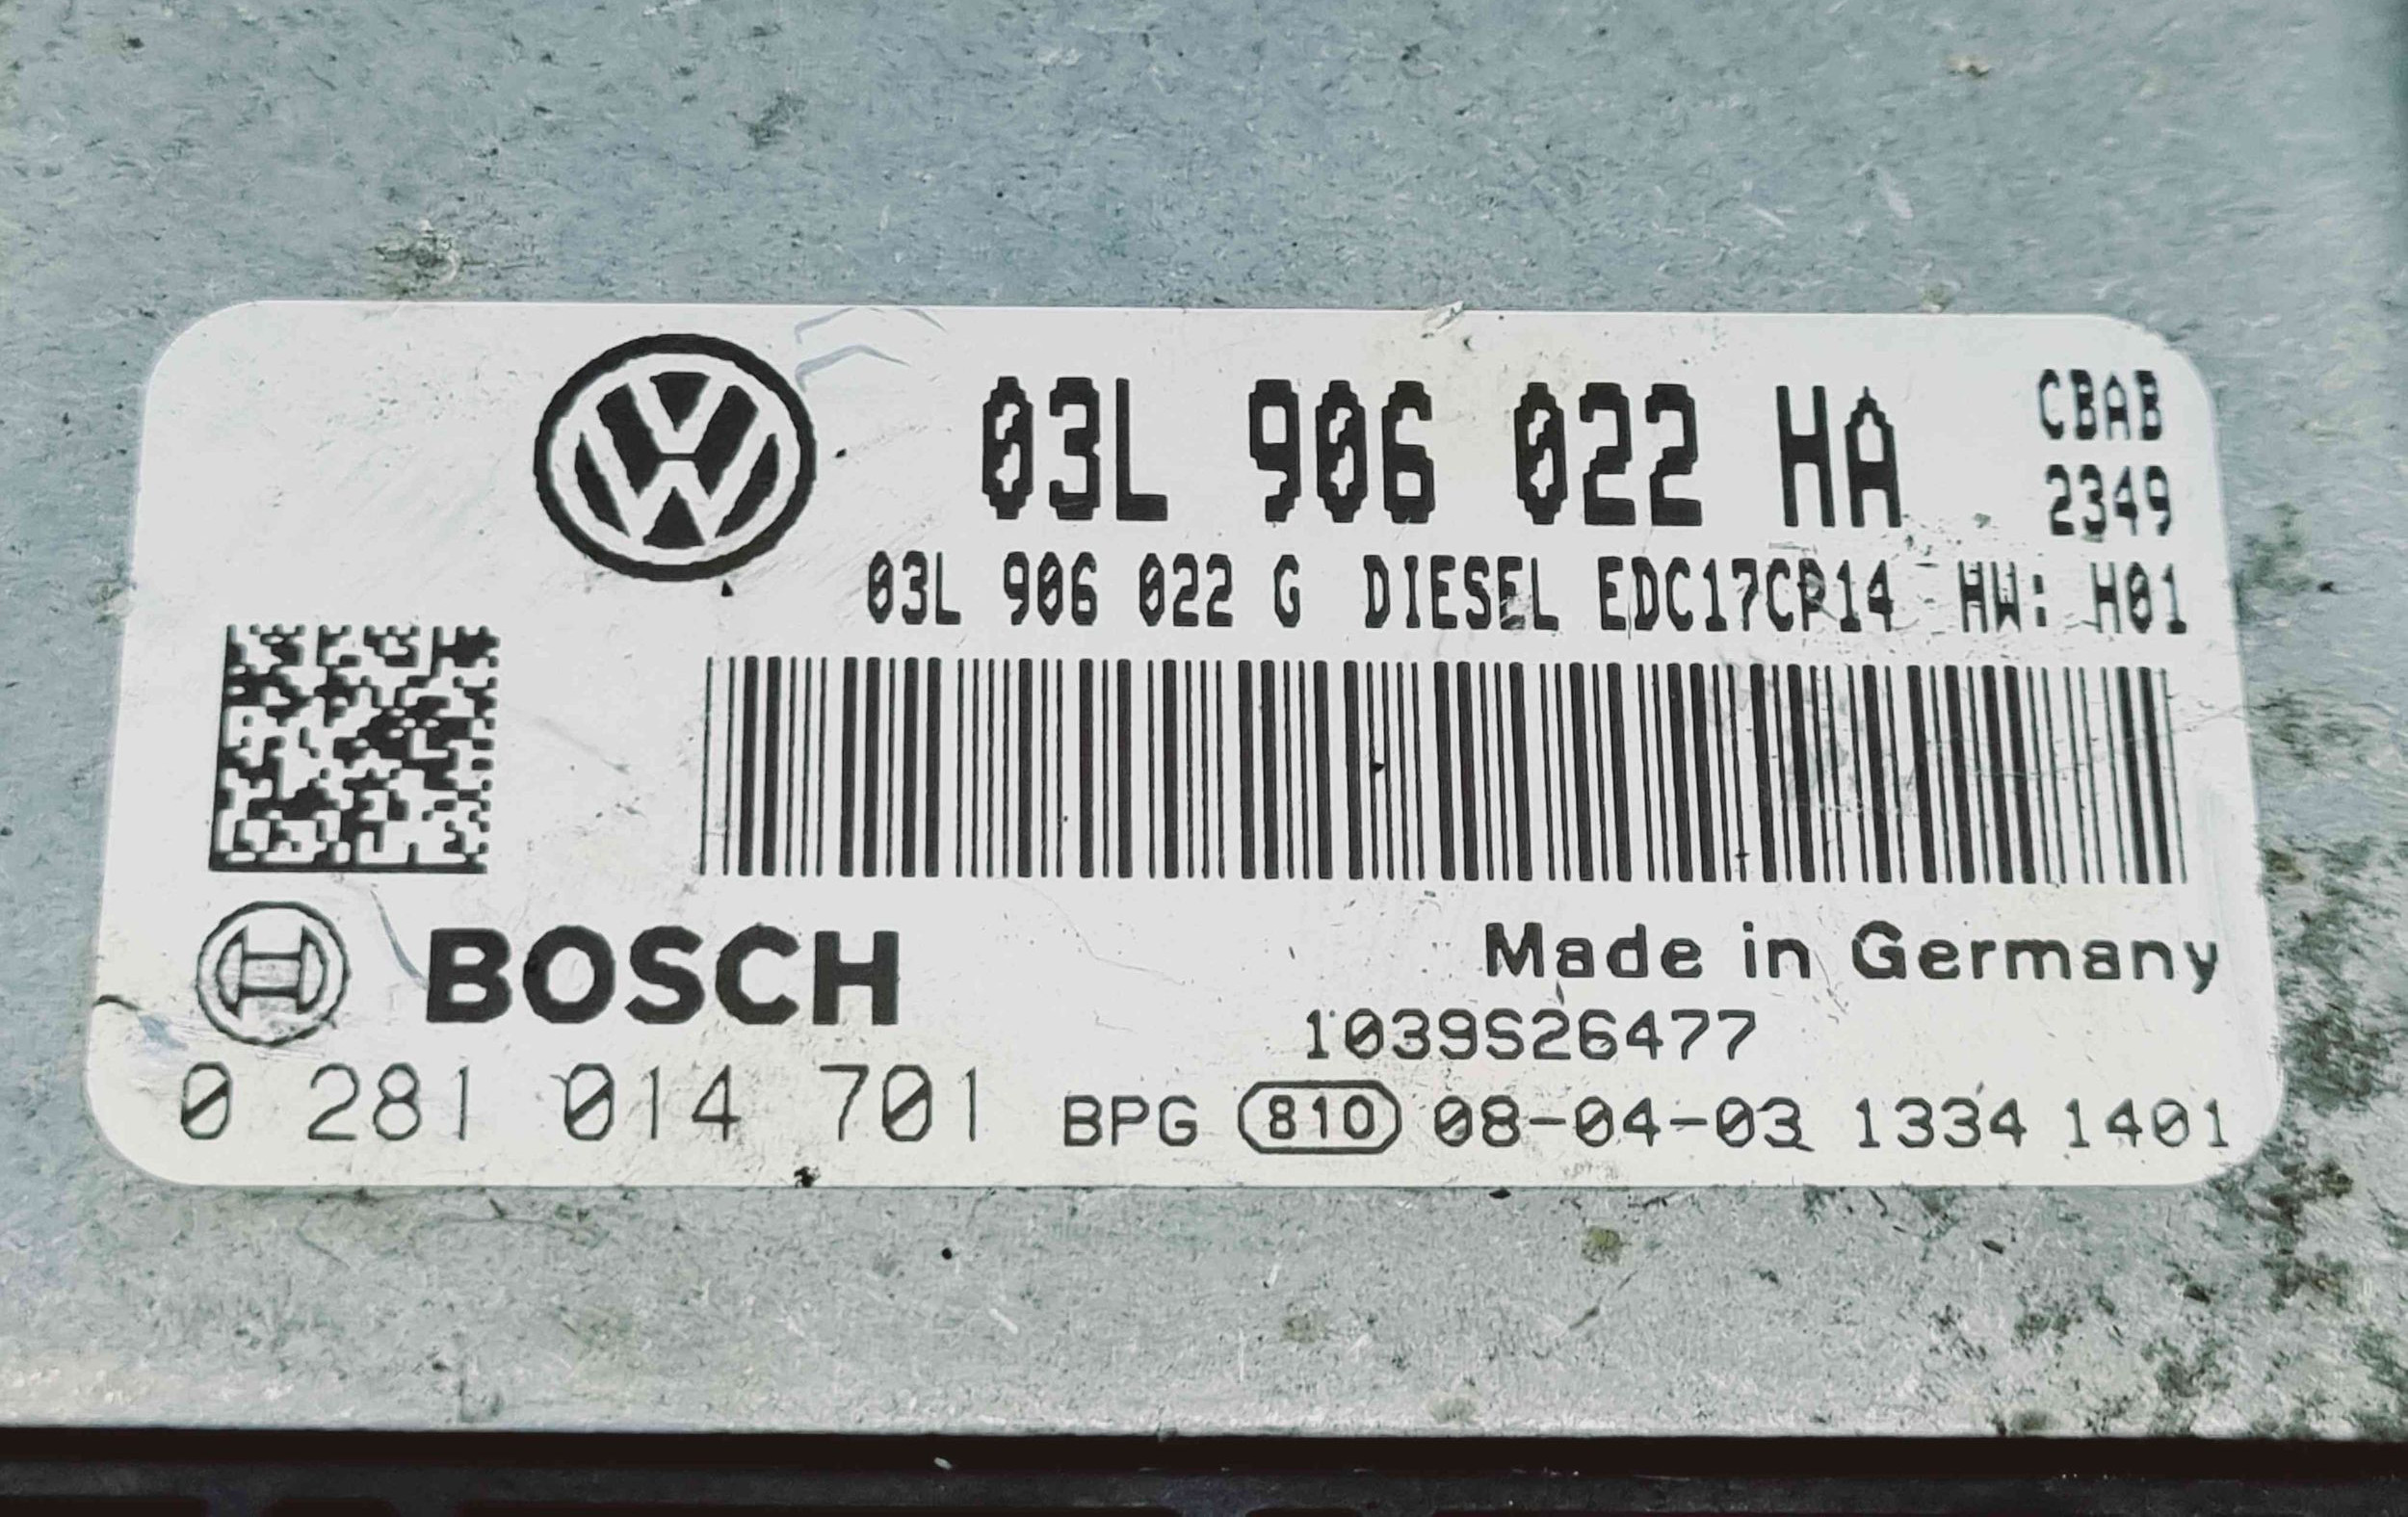 03L 906 022 HA CBAB
2349
03L 906 022 G DIESEL EDC17CP14 HW: H01
BOSCH
Made in Germany
1039S26477
0 281 014 701 BPG 810 08-04-03 1334 1401